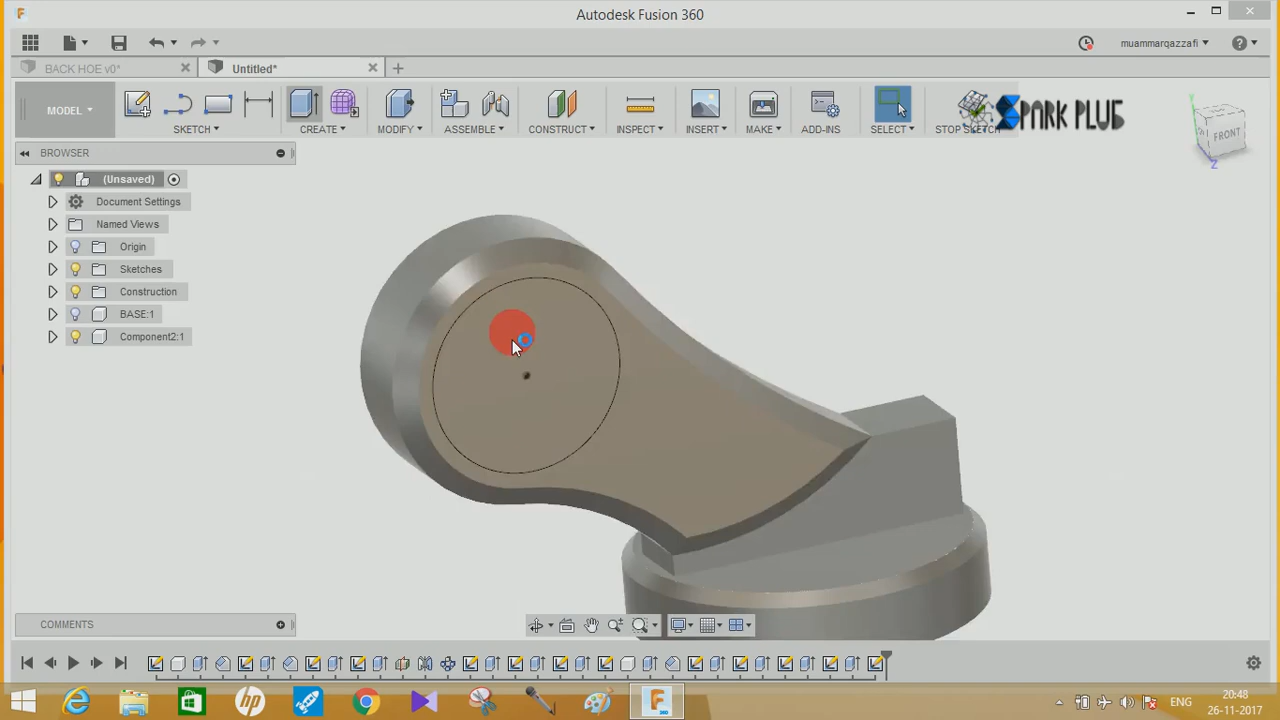 Autodesk Fusion 360
muammarqazzafi
BACK HOE v0*
Untitled*
MODEL
SKETCH
CREATE
MODIFY
ASSEMBLE
CONSTRUCT
INSPECT
INSERT
MAKE
ADD-INS
SELECT
STOP SKETCH
SPARK PLUG
FRONT
Z
BROWSER
(Unsaved)
Document Settings
Named Views
Origin
Sketches
Construction
BASE:1
Component2:1
COMMENTS
ENG
20:48
26-11-2017